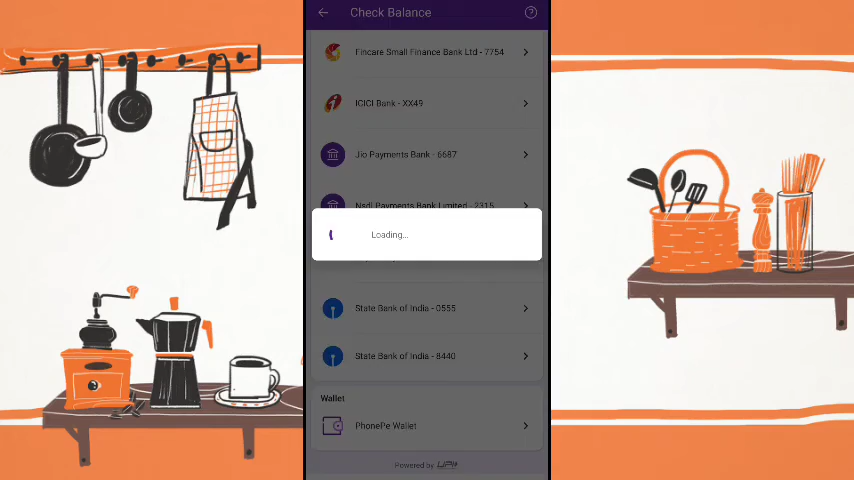 Check Balance
Fincare Small Finance Bank Ltd - 7754
ICICI Bank - XX49
Jio Payments Bank - 6687
Nsdl Payments Bank Limited - 2315
Loading...
State Bank of India - 0555
State Bank of India - 8440
Wallet
PhonePe Wallet
Powered by UPI